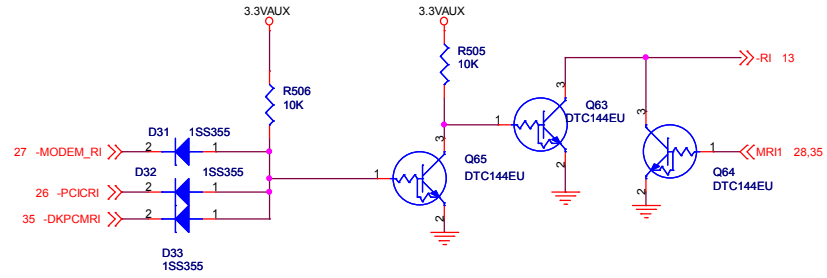 3.3VAUX
3.3VAUX
R505
10K
R506
10K
-RI 13
3
Q63
DTC144EU
1
2
3
D31
1SS355
27 -MODEM_RI
2
1
3
1
Q65
DTC144EU
2
1
MRI1 28,35
Q64
DTC144EU
2
D32
1SS355
26 -PCICRI
2
1
35 -DKPCMRI
2
1
D33
1SS355